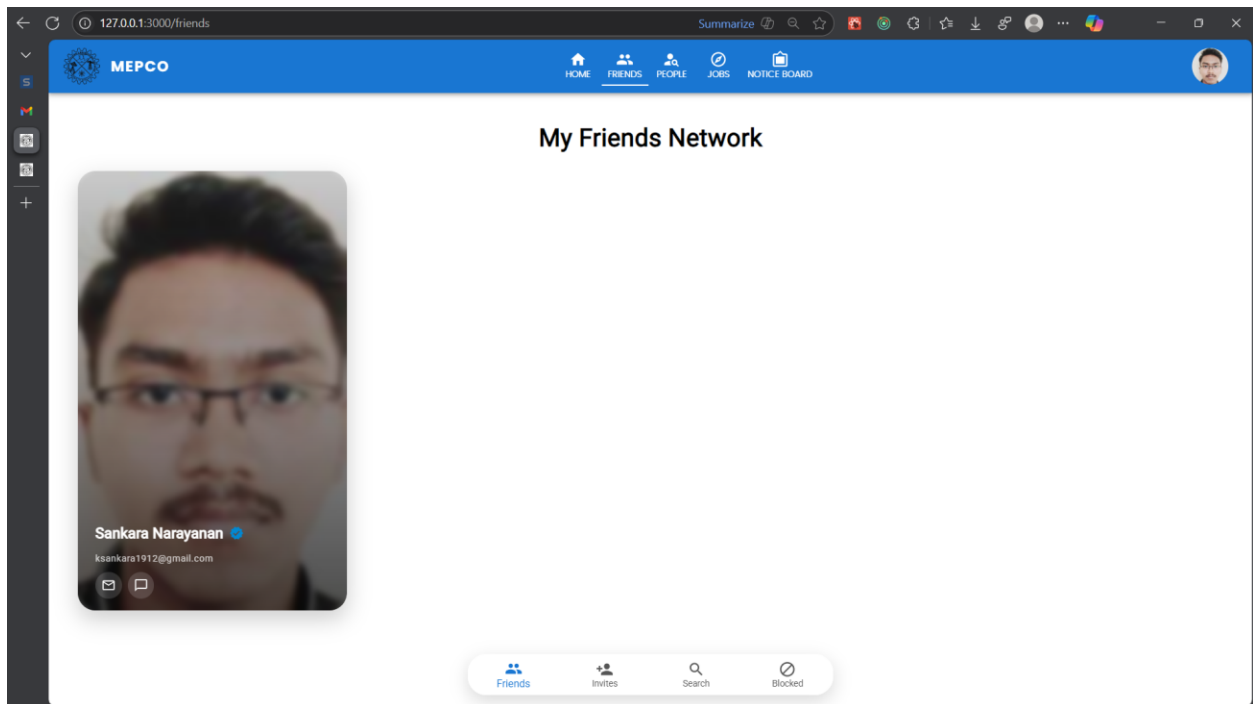 127.0.0.1:3000/friends
Summarize
MEPCO
HOME
FRIENDS
PEOPLE
JOBS
NOTICE BOARD
My Friends Network
Sankara Narayanan
ksankara1912@gmail.com
Friends
Invites
Search
Blocked